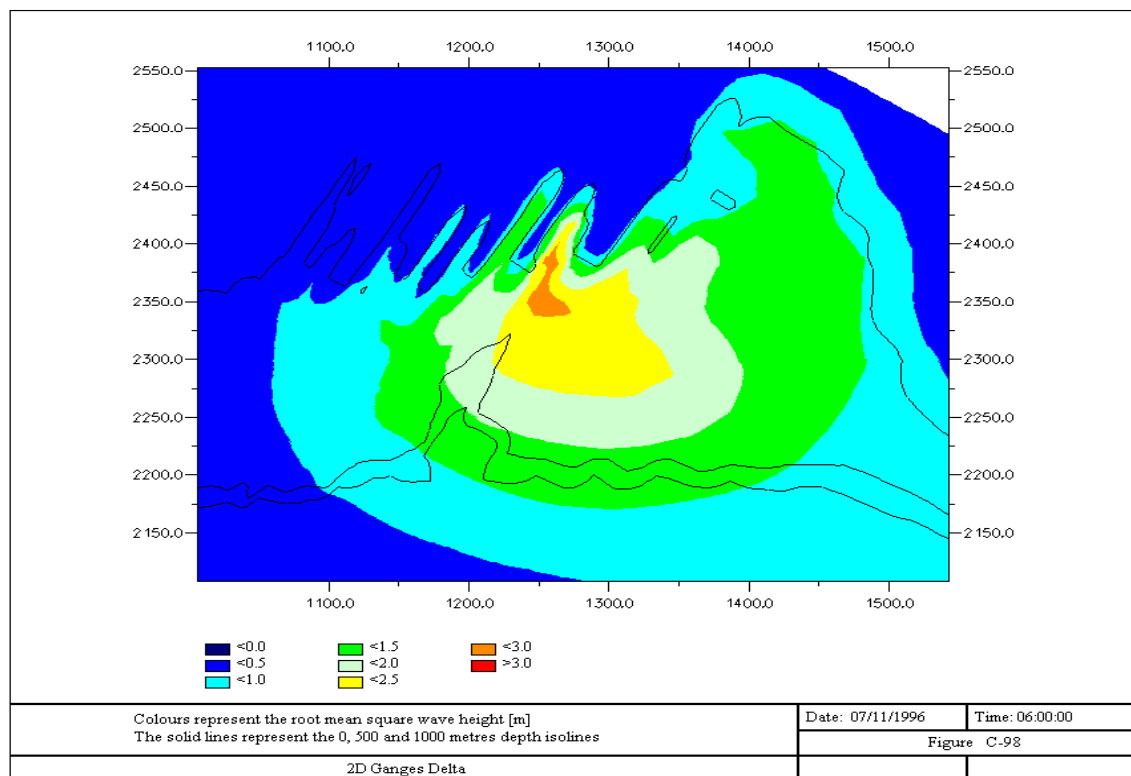 1100.0 1200.0 1300.0 1400.0 1500.0
2550.0 2550.0
2500.0 2500.0
2450.0 2450.0
2400.0 2400.0
2350.0 2350.0
2300.0 2300.0
2250.0 2250.0
2200.0 2200.0
2150.0 2150.0
1100.0 1200.0 1300.0 1400.0 1500.0
<0.0 <1.5 <3.0
<0.5 <2.0 >3.0
<1.0 <2.5
Colours represent the root mean square wave height [m]
The solid lines represent the 0, 500 and 1000 metres depth isolines
Date: 07/11/1996 Time: 06:00:00
Figure C-98
2D Ganges Delta